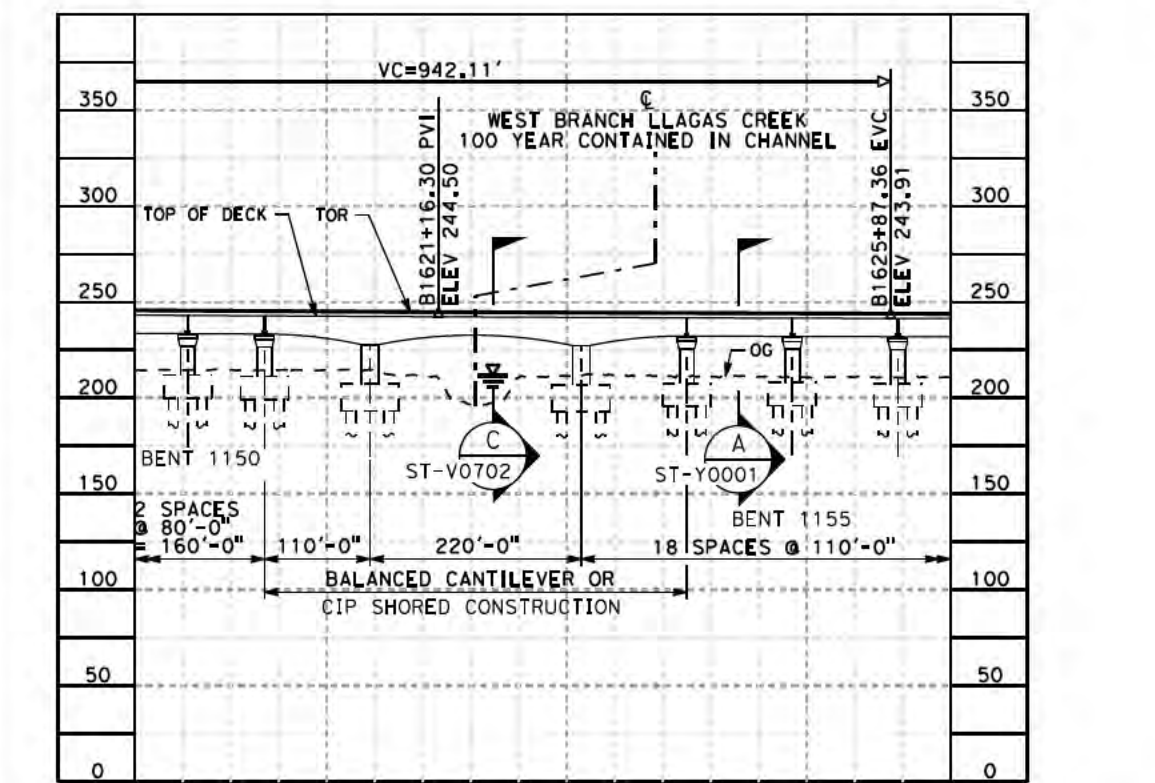 VC=942.11'
℄
WEST BRANCH LLAGAS CREEK
100 YEAR CONTAINED IN CHANNEL
B1621+16.30 PVI
ELEV 244.50
B1625+87.36 EVC
ELEV 243.91
350
350
300
300
TOP OF DECK
TOR
250
250
OG
200
200
BENT 1150
C
ST-V0702
A
ST-Y0001
150
150
BENT 1155
2 SPACES
@ 80'-0"
= 160'-0"
110'-0"
220'-0"
18 SPACES @ 110'-0"
100
100
BALANCED CANTILEVER OR
CIP SHORED CONSTRUCTION
50
50
0
0